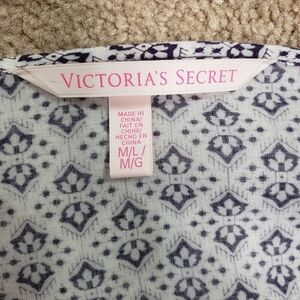 VICTORIA'S SECRET
MADE IN
CHINA/
FAIT EN
CHINE/
HECHO EN
CHINA
M/L/
M/G